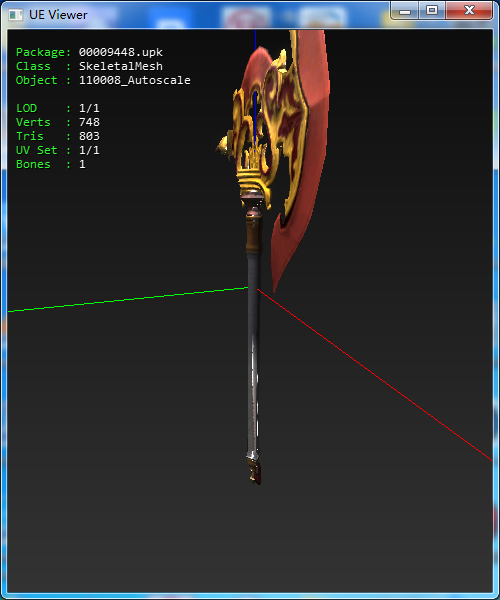 UE Viewer
Package: 00009448.upk
Class : SkeletalMesh
Object : 110008_Autoscale
LOD : 1/1
Verts : 748
Tris : 803
UV Set : 1/1
Bones : 1